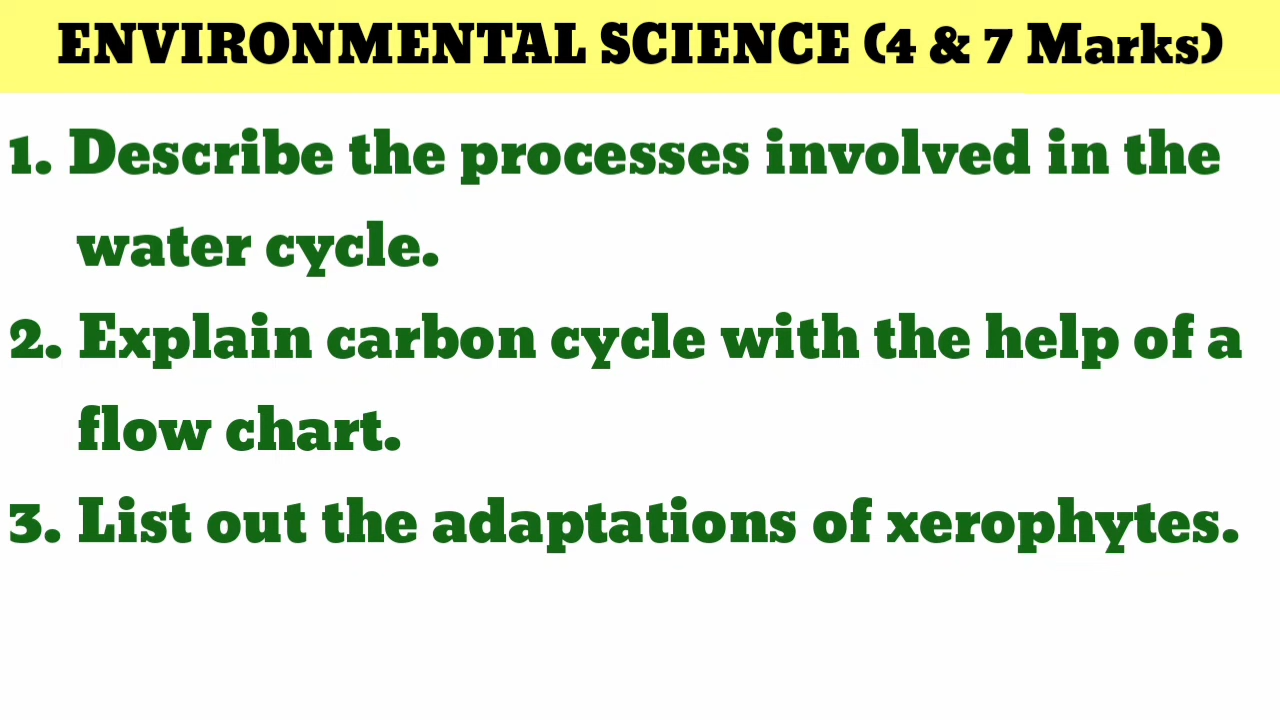 ENVIRONMENTAL SCIENCE (4 & 7 Marks)
1. Describe the processes involved in the
water cycle.
2. Explain carbon cycle with the help of a
flow chart.
3. List out the adaptations of xerophytes.